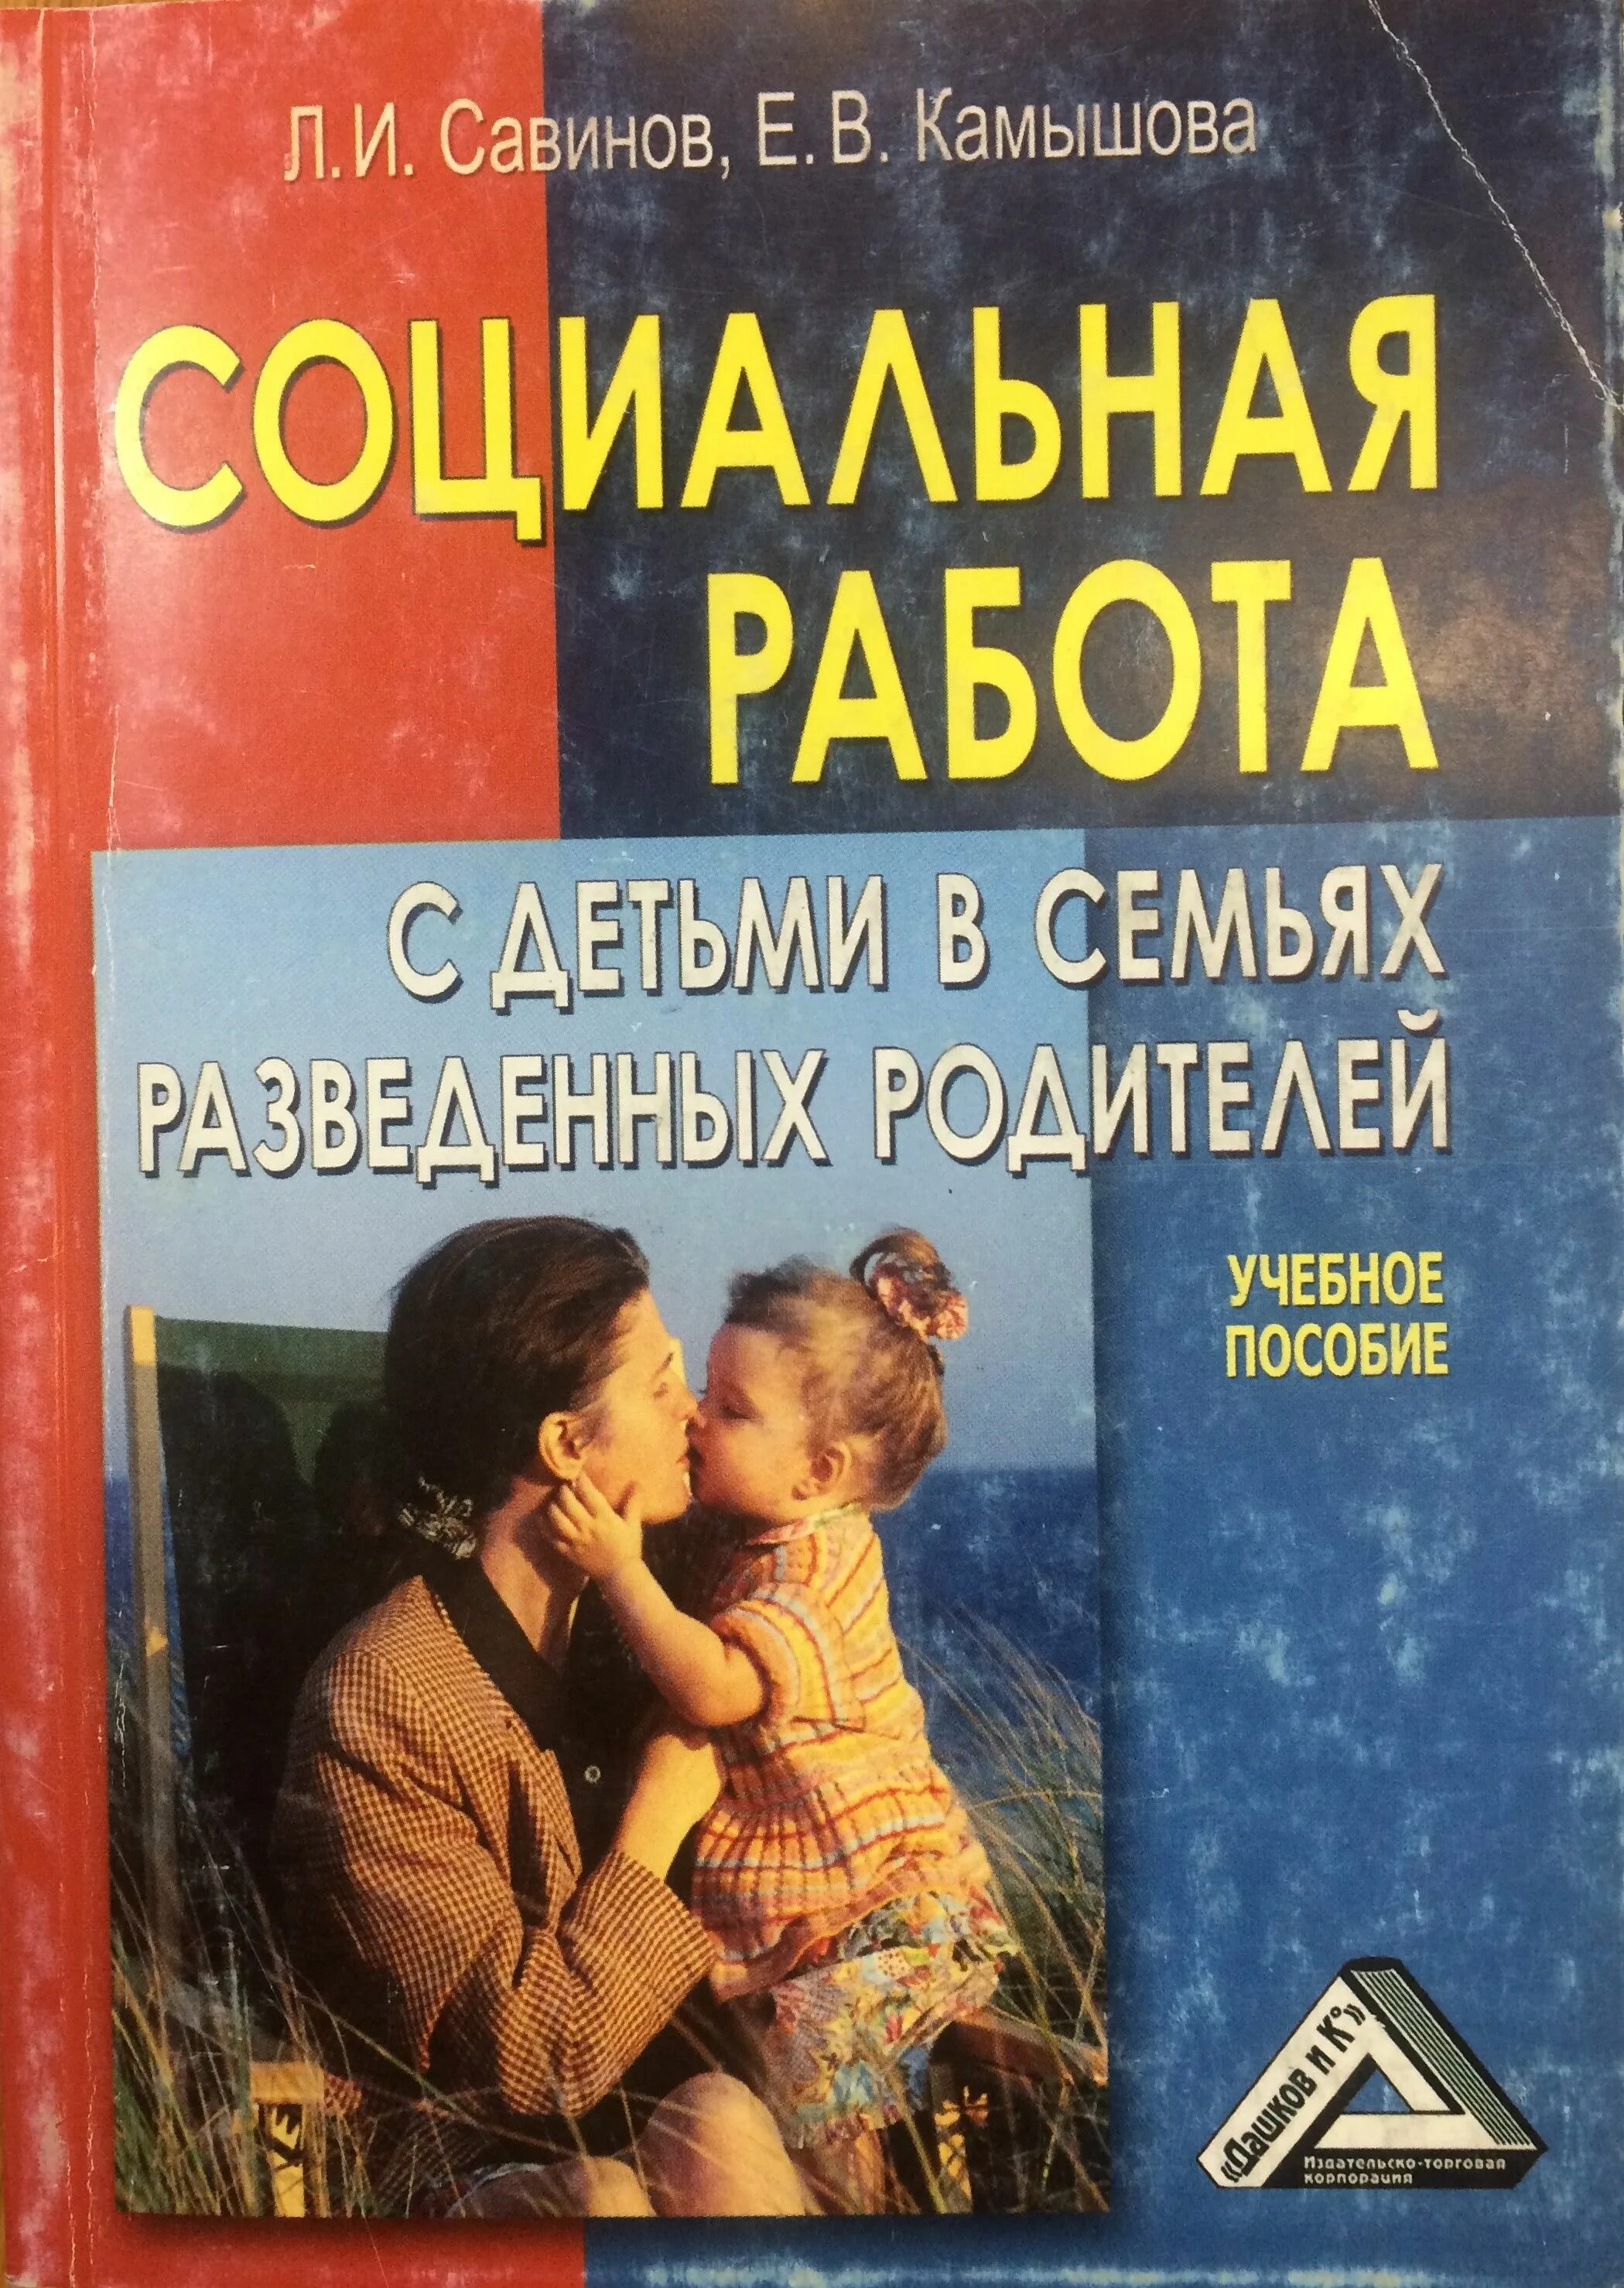 Л.И. Савинов, Е.В. Камышова
СОЦИАЛЬНАЯ
РАБОТА
С ДЕТЬМИ В СЕМЬЯХ
РАЗВЕДЕННЫХ РОДИТЕЛЕЙ
УЧЕБНОЕ
ПОСОБИЕ
«Дашков и К°»
Издательско-торговая
корпорация